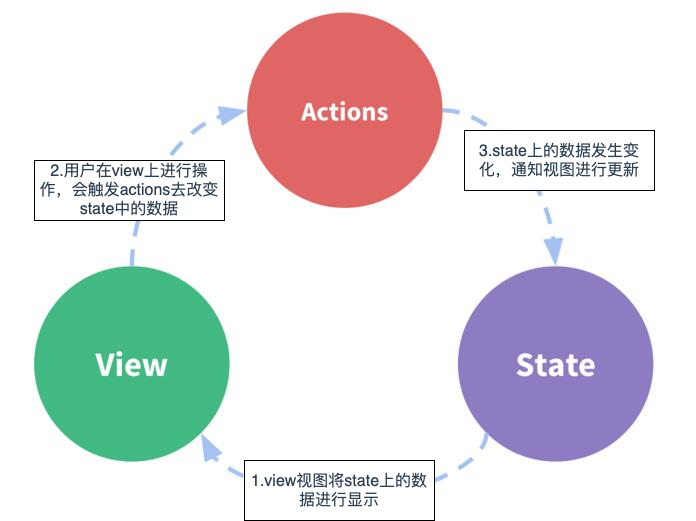 Actions
2.用户在view上进行操
作，会触发actions去改变
state中的数据
3.state上的数据发生变
化，通知视图进行更新
View
State
1.view视图将state上的数
据进行显示